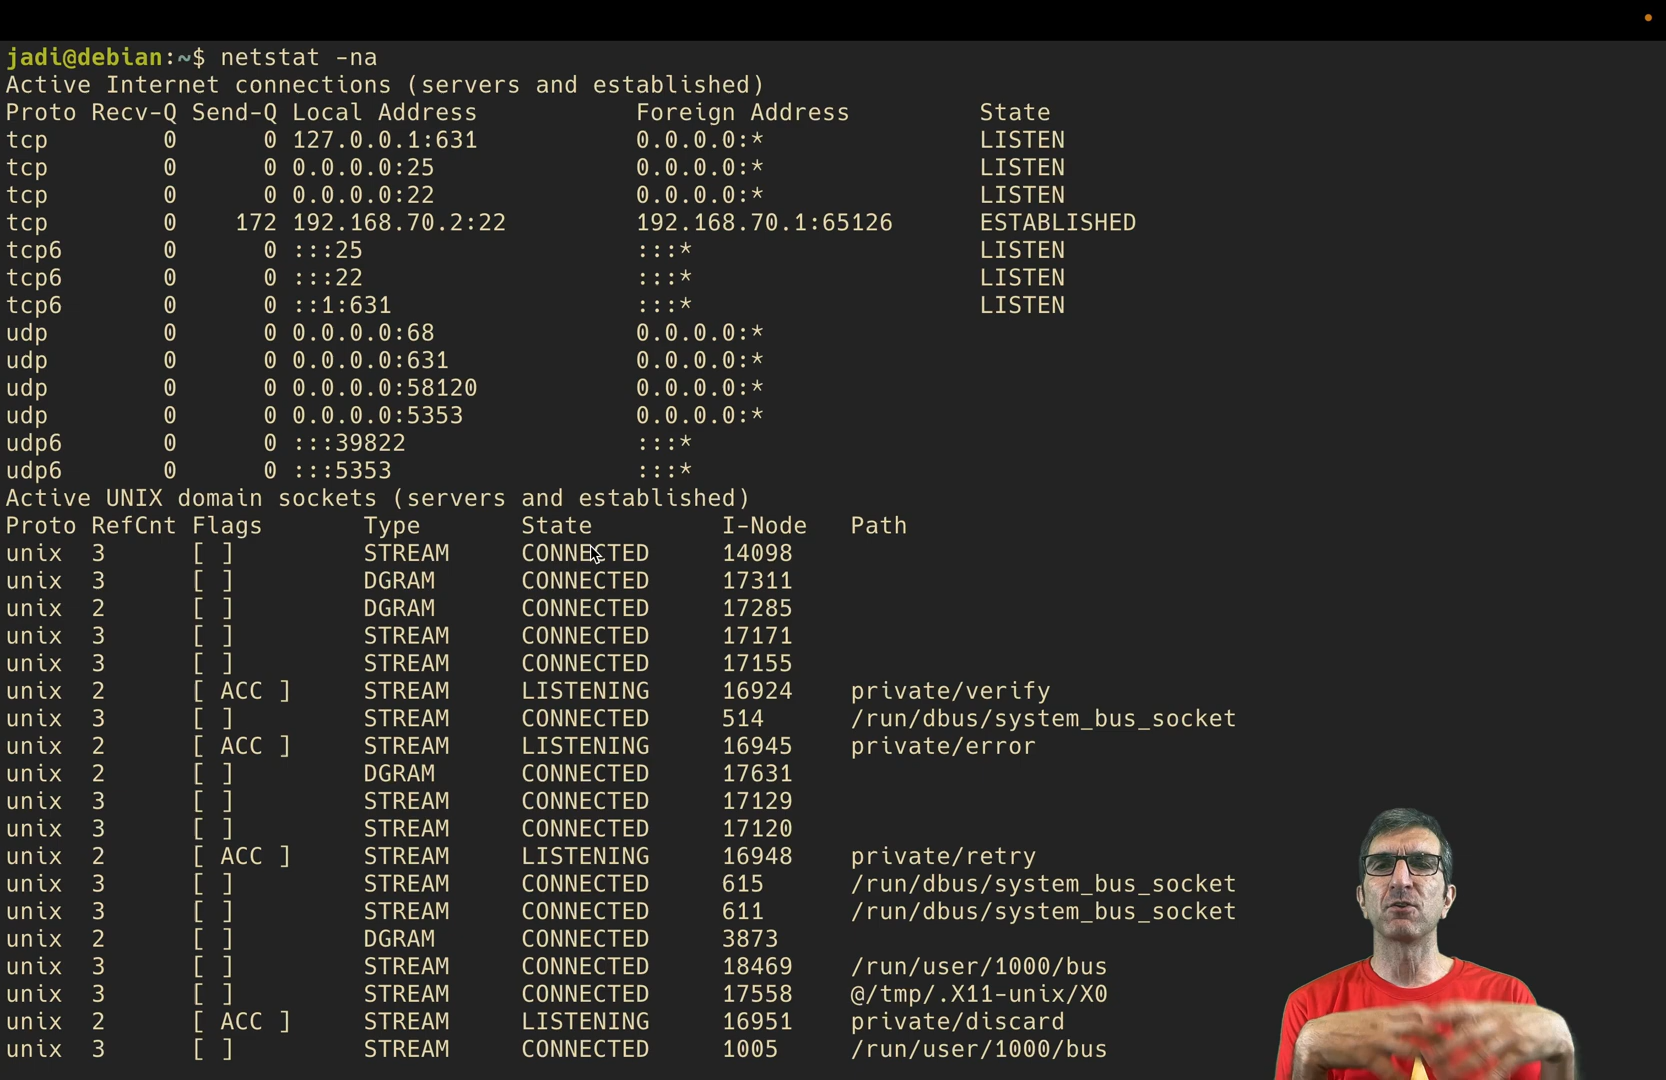 jadi@debian:~$ netstat -na
Active Internet connections (servers and established)
Proto Recv-Q Send-Q Local Address           Foreign Address         State
tcp        0      0 127.0.0.1:631           0.0.0.0:*               LISTEN
tcp        0      0 0.0.0.0:25              0.0.0.0:*               LISTEN
tcp        0      0 0.0.0.0:22              0.0.0.0:*               LISTEN
tcp        0    172 192.168.70.2:22         192.168.70.1:65126      ESTABLISHED
tcp6       0      0 :::25                   :::*                    LISTEN
tcp6       0      0 :::22                   :::*                    LISTEN
tcp6       0      0 ::1:631                 :::*                    LISTEN
udp        0      0 0.0.0.0:68              0.0.0.0:*
udp        0      0 0.0.0.0:631             0.0.0.0:*
udp        0      0 0.0.0.0:58120           0.0.0.0:*
udp        0      0 0.0.0.0:5353            0.0.0.0:*
udp6       0      0 :::39822                :::*
udp6       0      0 :::5353                 :::*
Active UNIX domain sockets (servers and established)
Proto RefCnt Flags       Type       State         I-Node   Path
unix  3      [ ]         STREAM     CONNECTED     14098
unix  3      [ ]         DGRAM      CONNECTED     17311
unix  2      [ ]         DGRAM      CONNECTED     17285
unix  3      [ ]         STREAM     CONNECTED     17171
unix  3      [ ]         STREAM     CONNECTED     17155
unix  2      [ ACC ]     STREAM     LISTENING     16924    private/verify
unix  3      [ ]         STREAM     CONNECTED     514      /run/dbus/system_bus_socket
unix  2      [ ACC ]     STREAM     LISTENING     16945    private/error
unix  2      [ ]         DGRAM      CONNECTED     17631
unix  3      [ ]         STREAM     CONNECTED     17129
unix  3      [ ]         STREAM     CONNECTED     17120
unix  2      [ ACC ]     STREAM     LISTENING     16948    private/retry
unix  3      [ ]         STREAM     CONNECTED     615      /run/dbus/system_bus_socket
unix  3      [ ]         STREAM     CONNECTED     611      /run/dbus/system_bus_socket
unix  2      [ ]         DGRAM      CONNECTED     3873
unix  3      [ ]         STREAM     CONNECTED     18469    /run/user/1000/bus
unix  3      [ ]         STREAM     CONNECTED     17558    @/tmp/.X11-unix/X0
unix  2      [ ACC ]     STREAM     LISTENING     16951    private/discard
unix  3      [ ]         STREAM     CONNECTED     1005     /run/user/1000/bus